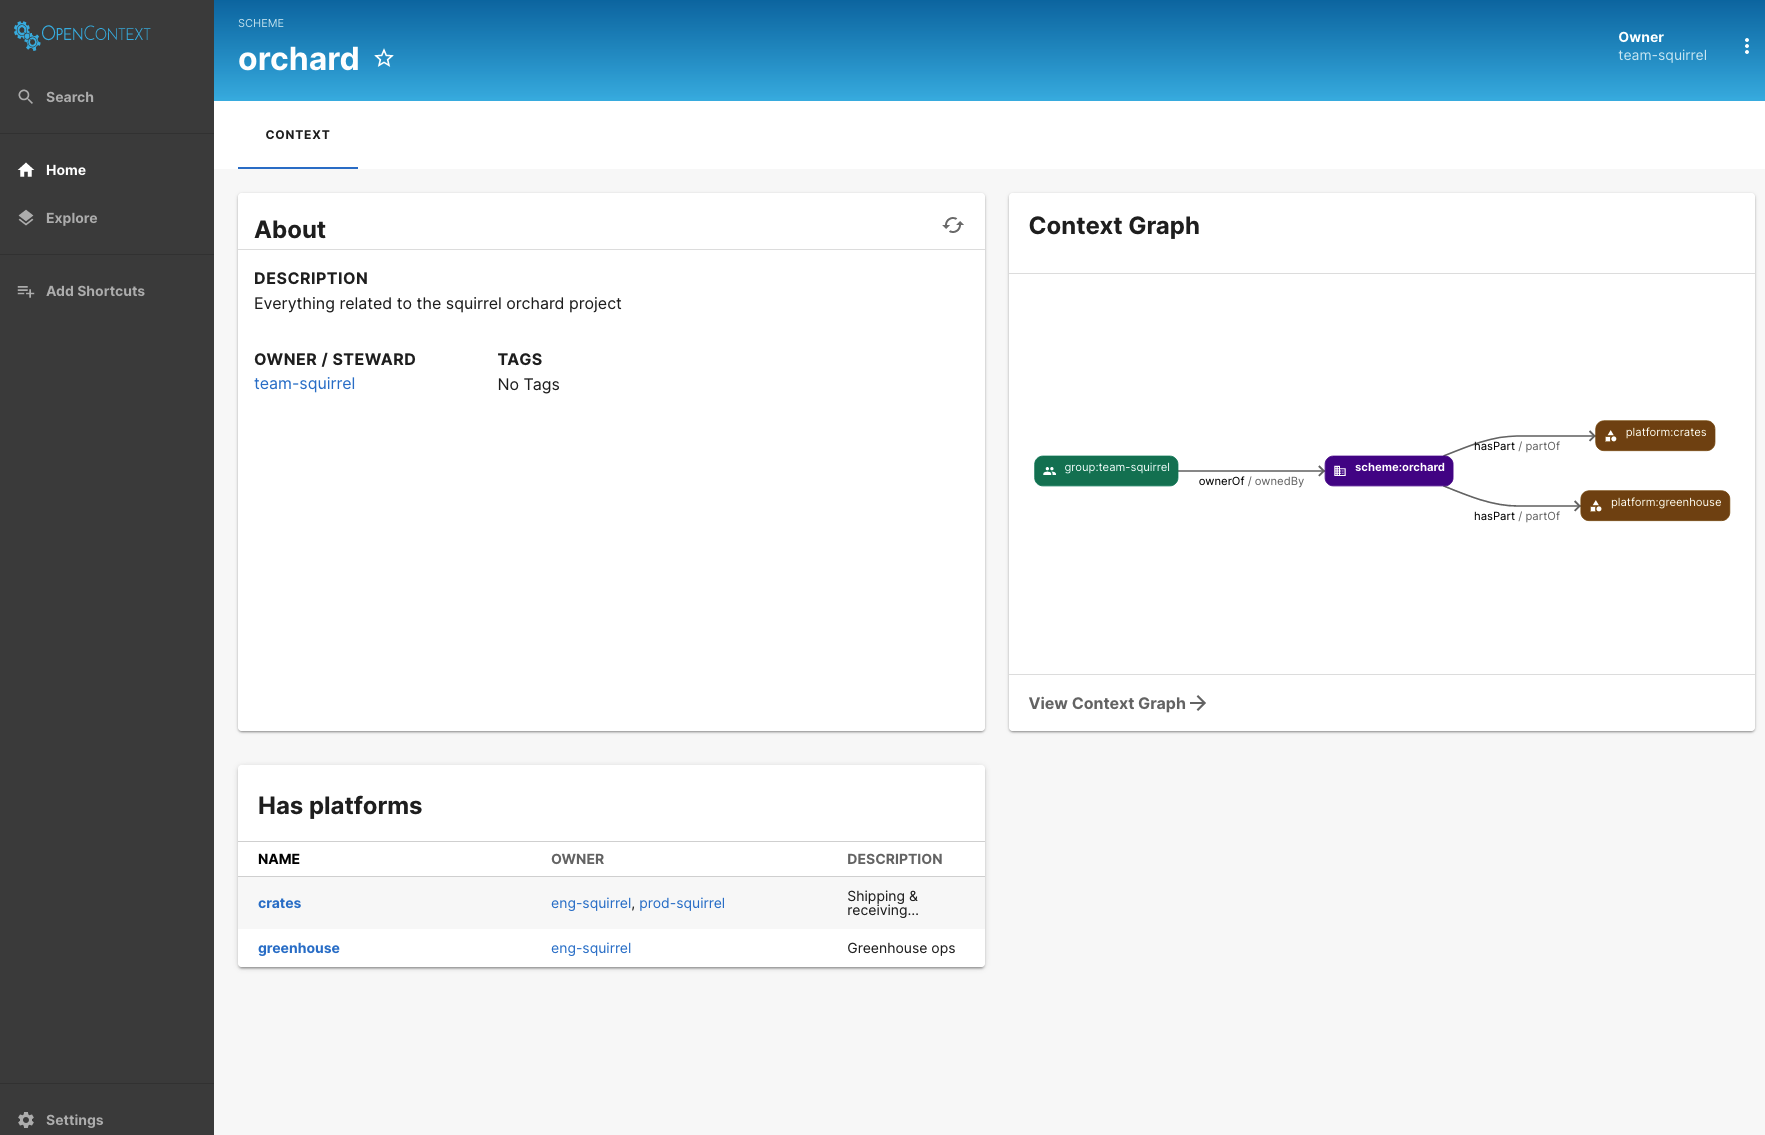 OPENCONTEXT
Search
Home
Explore
Add Shortcuts
Settings
SCHEME
orchard
Owner
team-squirrel
CONTEXT
About
DESCRIPTION
Everything related to the squirrel orchard project
OWNER / STEWARD
team-squirrel
TAGS
No Tags
Context Graph
group:team-squirrel
ownerOf / ownedBy
scheme:orchard
hasPart / partOf
platform:crates
hasPart / partOf
platform:greenhouse
View Context Graph
Has platforms
NAME OWNER DESCRIPTION
crates eng-squirrel, prod-squirrel Shipping &
receiving...
greenhouse eng-squirrel Greenhouse ops